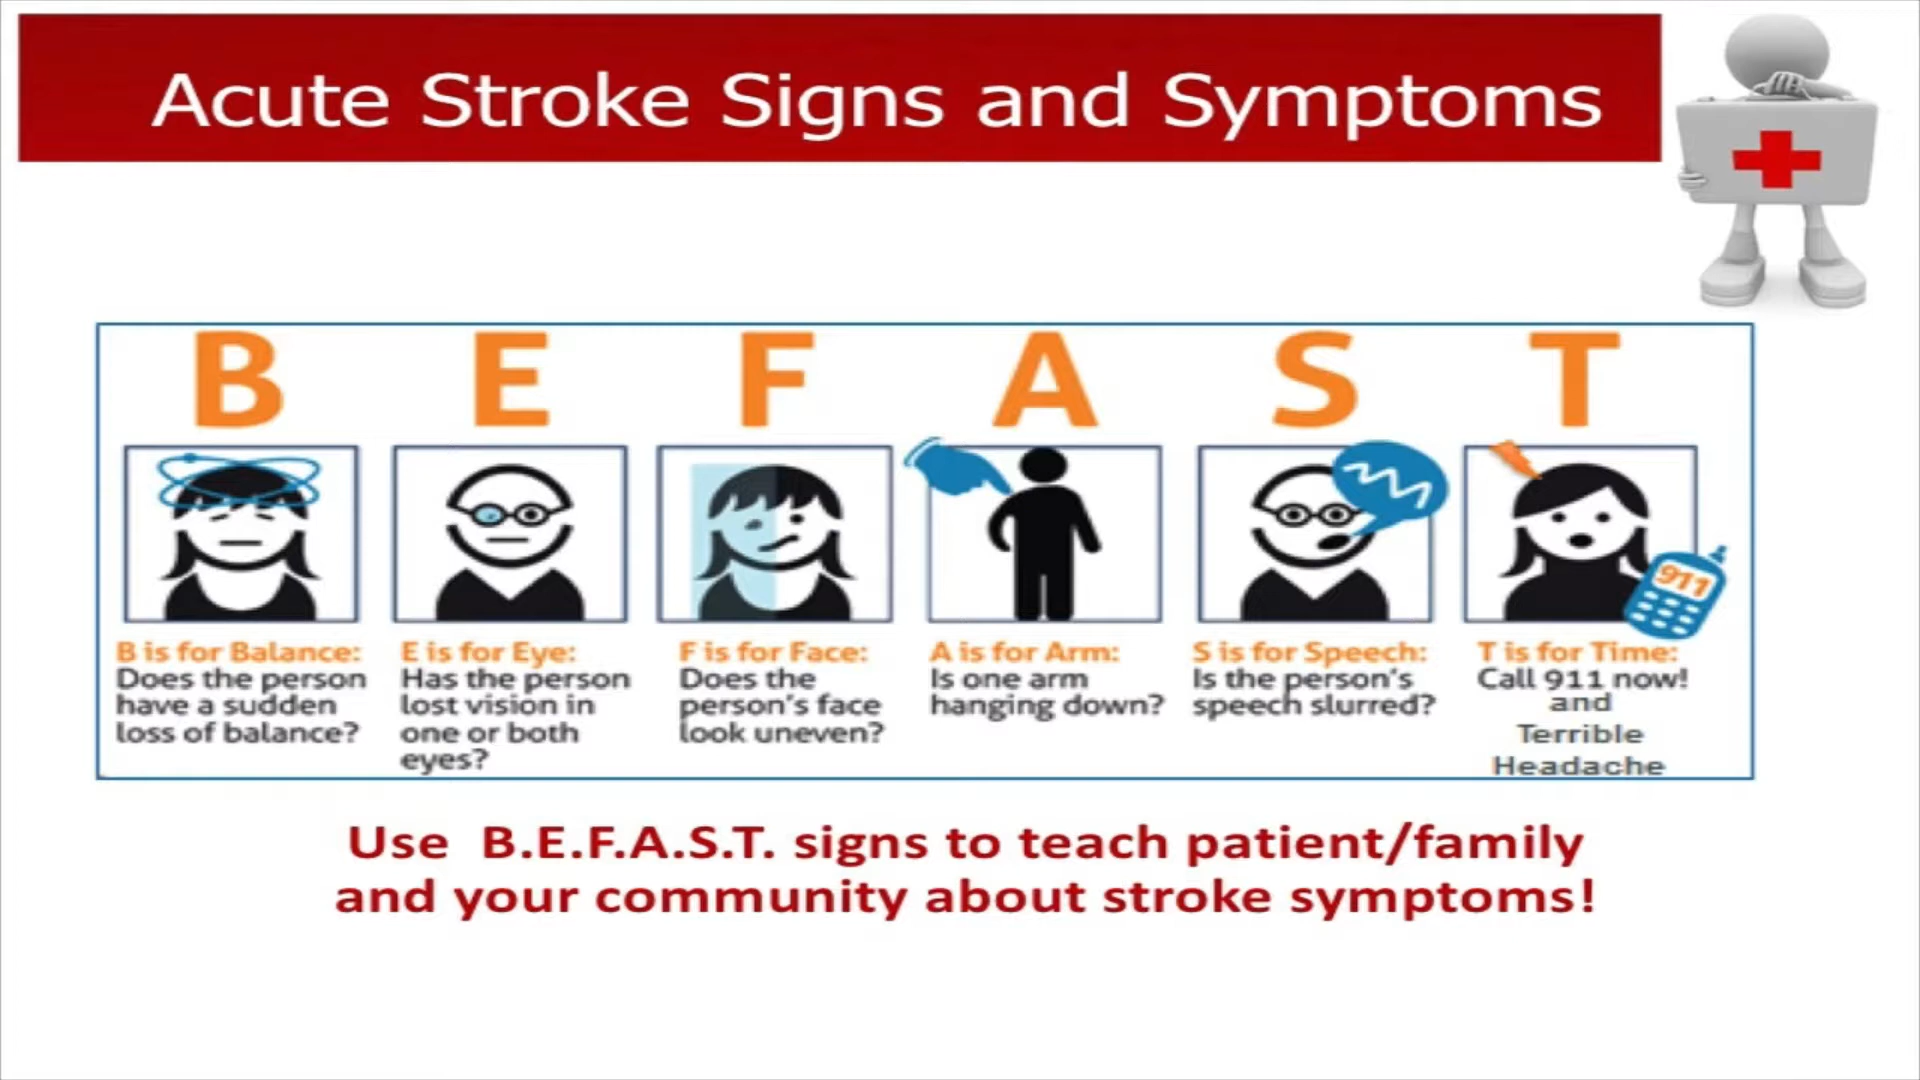 Acute Stroke Signs and Symptoms
B E F A S T
911
B is for Balance:
Does the person
have a sudden
loss of balance?
E is for Eye:
Has the person
lost vision in
one or both
eyes?
F is for Face:
Does the
person's face
look uneven?
A is for Arm:
Is one arm
hanging down?
S is for Speech:
Is the person's
speech slurred?
T is for Time:
Call 911 now!
and
Terrible
Headache
Use B.E.F.A.S.T. signs to teach patient/family
and your community about stroke symptoms!